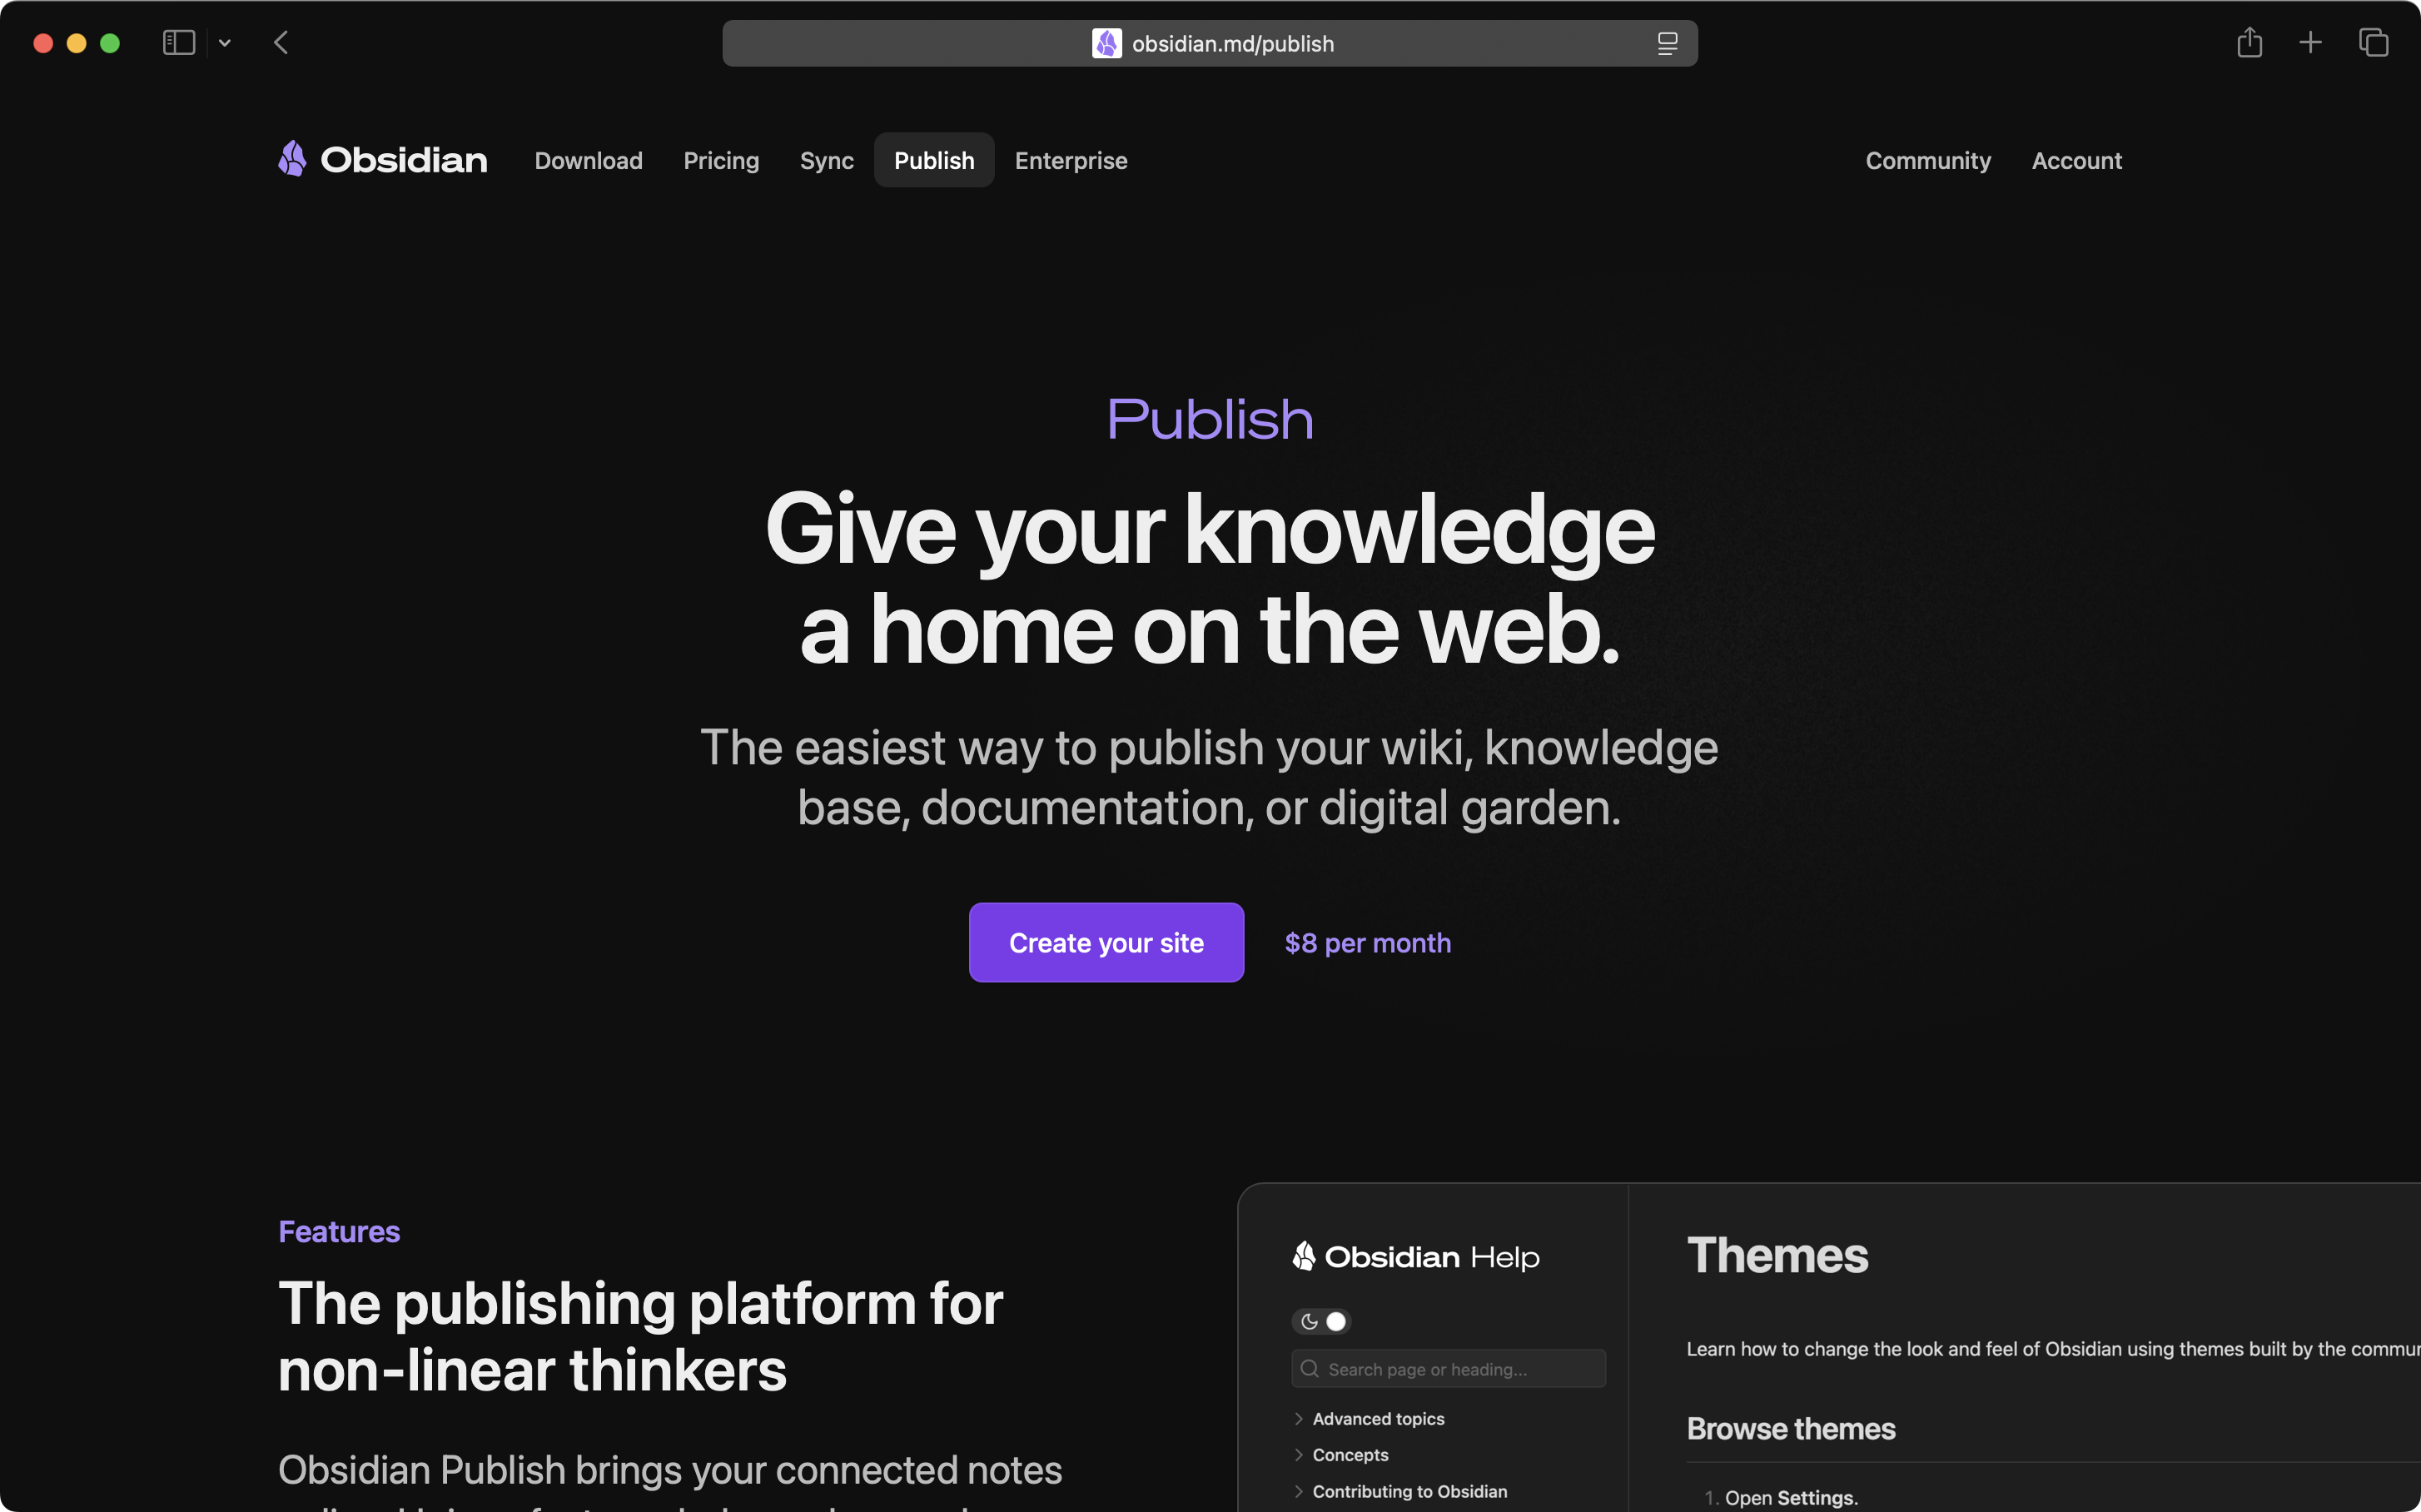 obsidian.md/publish
Obsidian
Download
Pricing
Sync
Publish
Enterprise
Community
Account
Publish
Give your knowledge
a home on the web.
The easiest way to publish your wiki, knowledge
base, documentation, or digital garden.
Create your site
$8 per month
Features
The publishing platform for
non-linear thinkers
Obsidian Publish brings your connected notes
Obsidian Help
Search page or heading...
Advanced topics
Concepts
Contributing to Obsidian
Themes
Learn how to change the look and feel of Obsidian using themes built by the
Browse themes
1. Open Settings.